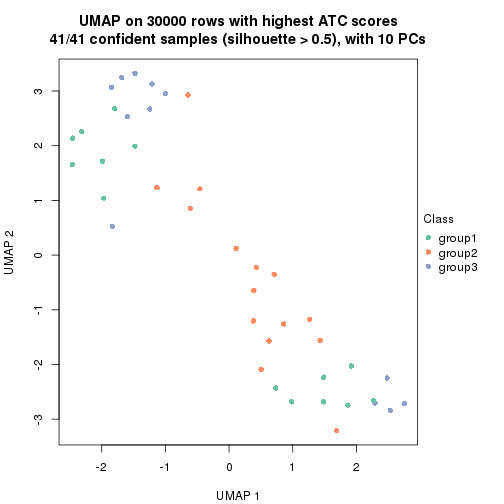 UMAP on 30000 rows with highest ATC scores
41/41 confident samples (silhouette > 0.5), with 10 PCs
3
2
1
0
-1
-2
-3
UMAP 2
-2
-1
0
1
2
UMAP 1
Class
group1
group2
group3